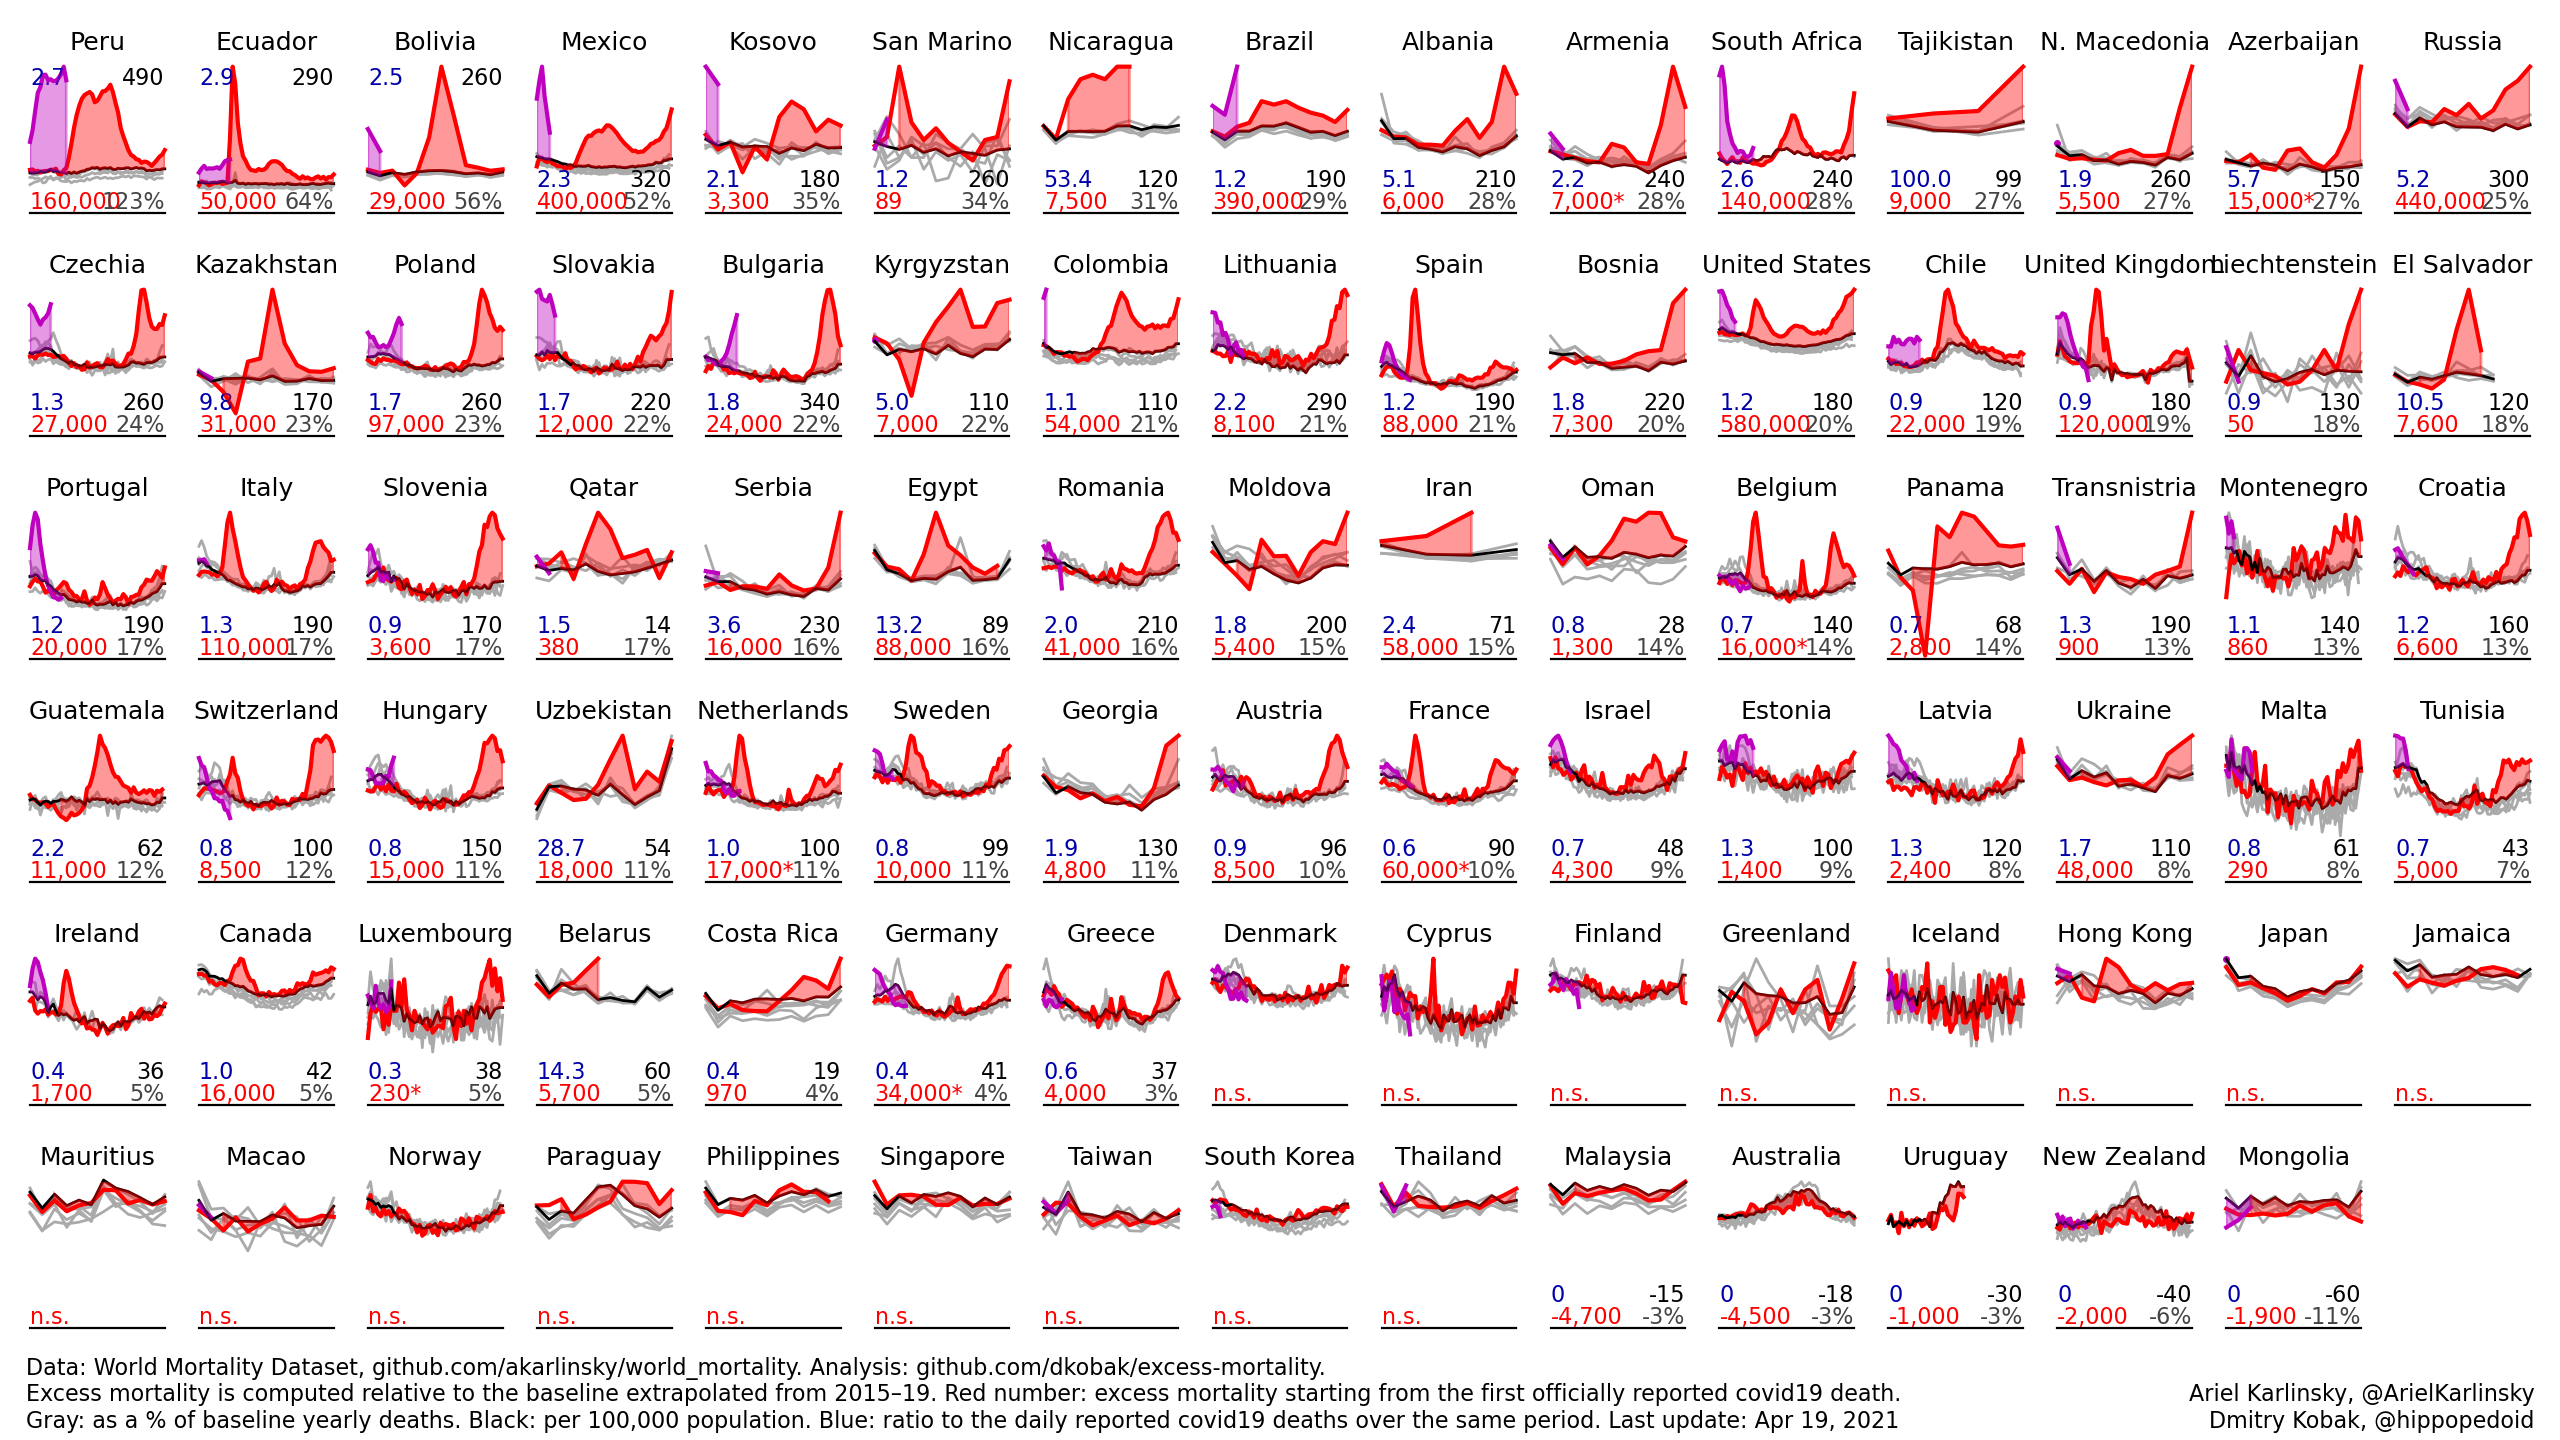 Peru Ecuador Bolivia Mexico Kosovo San Marino Nicaragua Brazil Albania Armenia South Africa Tajikistan N. Macedonia Azerbaijan Russia
2.7 490 2.9 290 2.5 260
2.3 320 2.1 180 1.2 260 53.4 120 1.2 190 5.1 210 2.2 240 2.6 240 100.0 99 1.9 260 5.7 150 5.2 300
160,000 123% 50,000 64% 29,000 56% 400,000 52% 3,300 35% 89 34% 7,500 31% 390,000 29% 6,000 28% 7,000* 28% 140,000 28% 9,000 27% 5,500 27% 15,000* 27% 440,000 25%
Czechia Kazakhstan Poland Slovakia Bulgaria Kyrgyzstan Colombia Lithuania Spain Bosnia United States Chile United Kingdom Liechtenstein El Salvador
1.3 260 9.8 170 1.7 260 1.7 220 1.8 340 5.0 110 1.1 110 2.2 290 1.2 190 1.8 220 1.2 180 0.9 120 0.9 180 0.9 130 10.5 120
27,000 24% 31,000 23% 97,000 23% 12,000 22% 24,000 22% 7,000 22% 54,000 21% 8,100 21% 88,000 21% 7,300 20% 580,000 20% 22,000 19% 120,000 19% 50 18% 7,600 18%
Portugal Italy Slovenia Qatar Serbia Egypt Romania Moldova Iran Oman Belgium Panama Transnistria Montenegro Croatia
1.2 190 1.3 190 0.9 170 1.5 14 3.6 230 13.2 89 2.0 210 1.8 200 2.4 71 0.8 28 0.7 140 0.7 68 1.3 190 1.1 140 1.2 160
20,000 17% 110,000 17% 3,600 17% 380 17% 16,000 16% 88,000 16% 41,000 16% 5,400 15% 58,000 15% 1,300 14% 16,000* 14% 2,800 14% 900 13% 860 13% 6,600 13%
Guatemala Switzerland Hungary Uzbekistan Netherlands Sweden Georgia Austria France Israel Estonia Latvia Ukraine Malta Tunisia
2.2 62 0.8 100 0.8 150 28.7 54 1.0 100 0.8 99 1.9 130 0.9 96 0.6 90 0.7 48 1.3 100 1.3 120 1.7 110 0.8 61 0.7 43
11,000 12% 8,500 12% 15,000 11% 18,000 11% 17,000* 11% 10,000 11% 4,800 11% 8,500 10% 60,000* 10% 4,300 9% 1,400 9% 2,400 8% 48,000 8% 290 8% 5,000 7%
Ireland Canada Luxembourg Belarus Costa Rica Germany Greece Denmark Cyprus Finland Greenland Iceland Hong Kong Japan Jamaica
0.4 36 1.0 42 0.3 38 14.3 60 0.4 19 0.4 41 0.6 37
1,700 5% 16,000 5% 230* 5% 5,700 5% 970 4% 34,000* 4% 4,000 3% n.s. n.s. n.s. n.s. n.s. n.s. n.s. n.s.
Mauritius Macao Norway Paraguay Philippines Singapore Taiwan South Korea Thailand Malaysia Australia Uruguay New Zealand Mongolia
0 -15 0 -18 0 -30 0 -40 0 -60
n.s. n.s. n.s. n.s. n.s. n.s. n.s. n.s. n.s. -4,700 -3% -4,500 -3% -1,000 -3% -2,000 -6% -1,900 -11%
Data: World Mortality Dataset, github.com/akarlinsky/world_mortality. Analysis: github.com/dkobak/excess-mortality.
Excess mortality is computed relative to the baseline extrapolated from 2015–19. Red number: excess mortality starting from the first officially reported covid19 death.
Gray: as a % of baseline yearly deaths. Black: per 100,000 population. Blue: ratio to the daily reported covid19 deaths over the same period. Last update: Apr 19, 2021
Ariel Karlinsky, @ArielKarlinsky
Dmitry Kobak, @hippopedoid